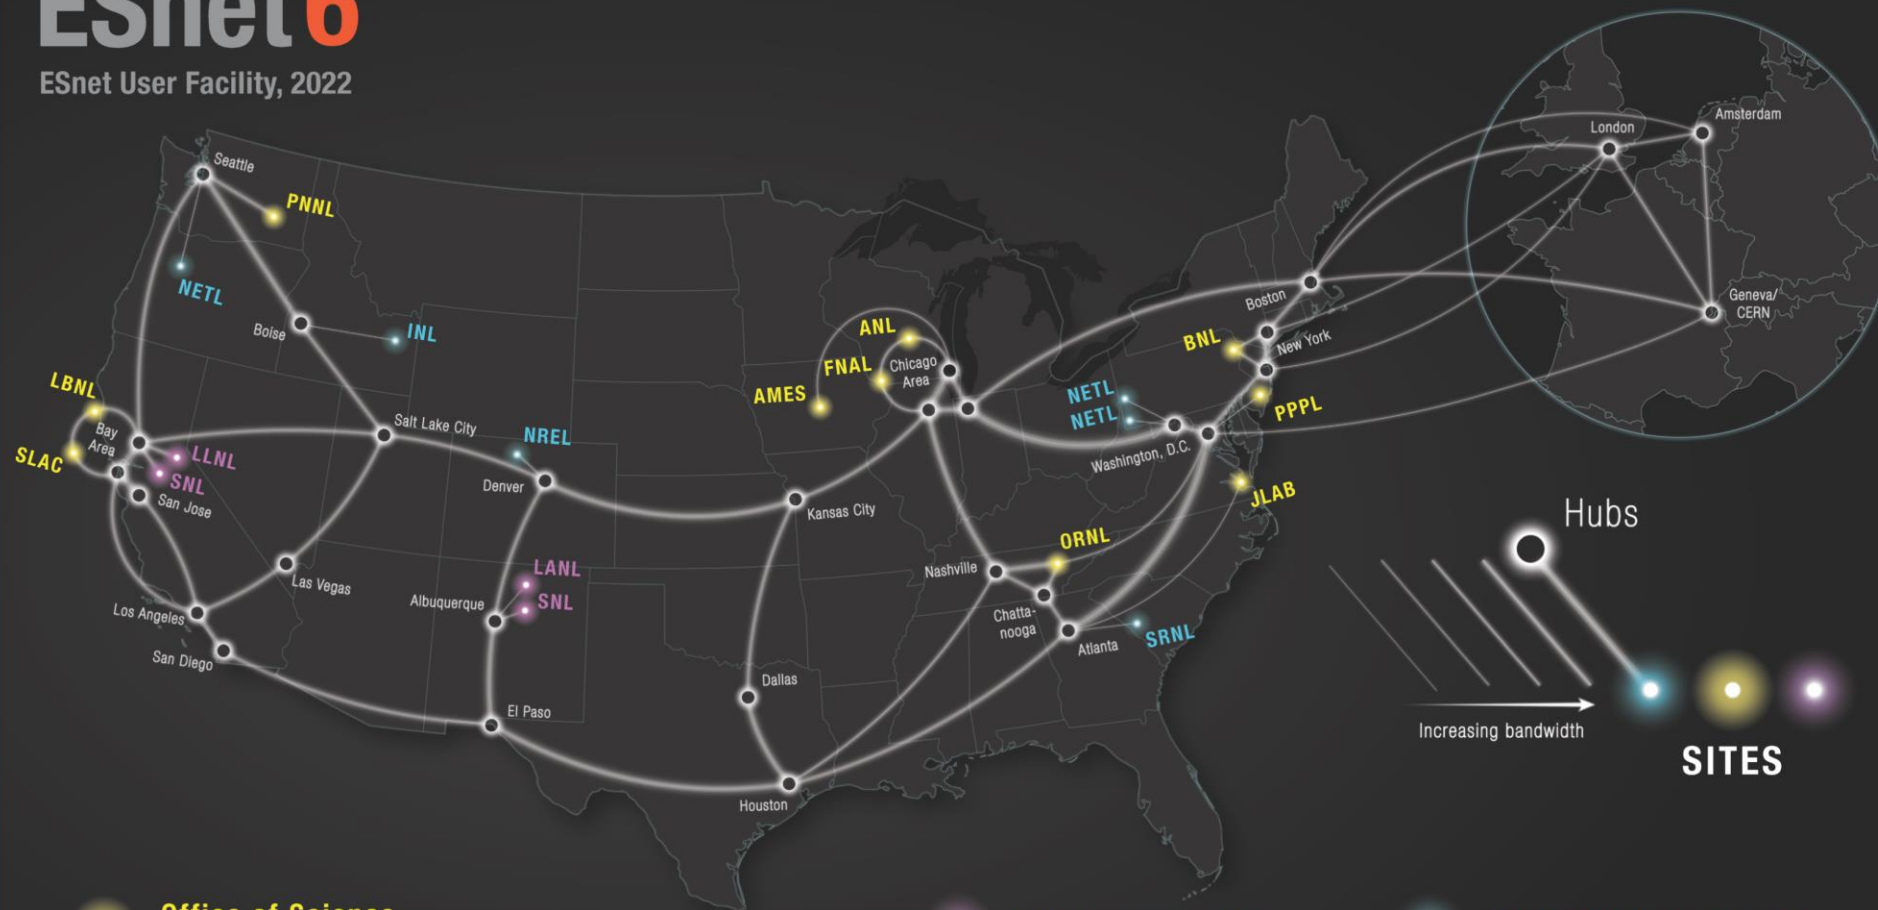 ESnet6
ESnet User Facility, 2022
Seattle
PNNL
NETL
Boise
INL
LBNL
Bay
Area
SLAC
LLNL
SNL
San Jose
Salt Lake City
NREL
Denver
Las Vegas
Los Angeles
San Diego
LANL
SNL
Albuquerque
El Paso
Kansas City
Dallas
Houston
AMES
ANL
FNAL
Chicago
Area
Nashville
ORNL
Chatta-
nooga
Atlanta
SRNL
NETL
NETL
Washington, D.C.
JLAB
PPPL
BNL
New York
Boston
London
Amsterdam
Geneva/
CERN
Hubs
Increasing bandwidth
SITES
Office of Science